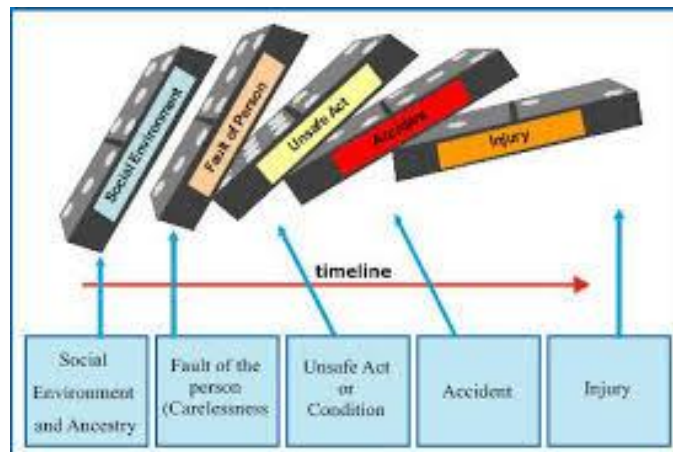 Social Environment
Fault of Person
Unsafe Act
Accident
Injury
timeline
Social
Environment
and Ancestry
Fault of the
person
(Carelessness
Unsafe Act
or
Condition
Accident
Injury